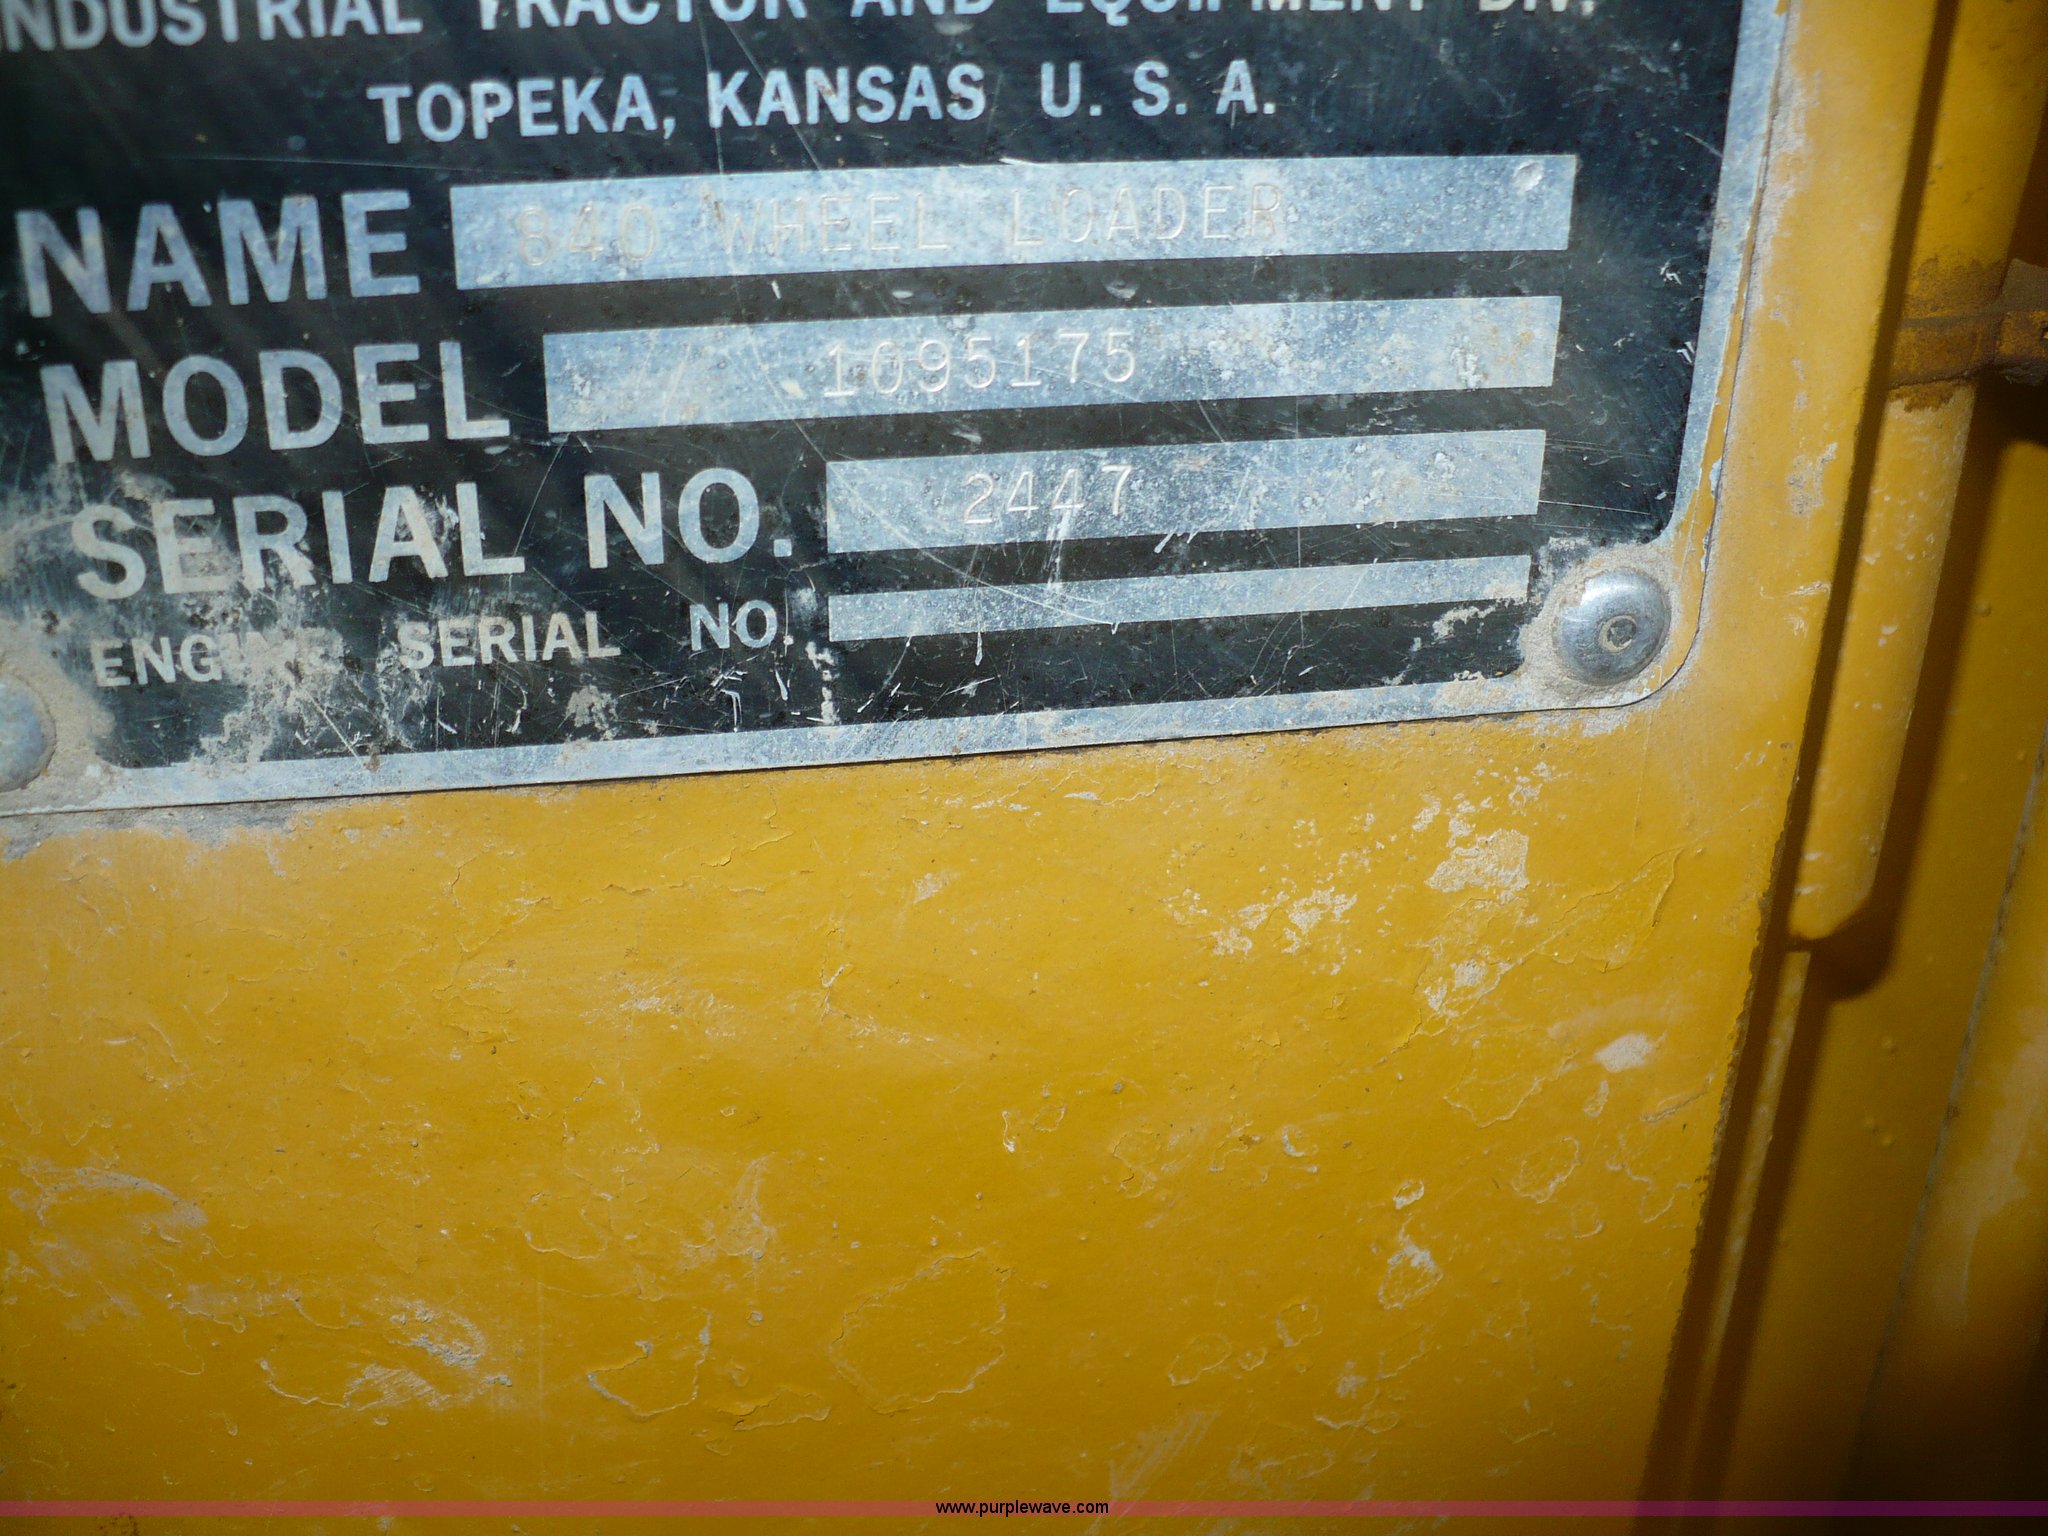 INDUSTRIAL TRACTOR AND EQUIPMENT DIV.
TOPEKA, KANSAS U. S. A.
NAME 840 WHEEL LOADER
MODEL 1095175
SERIAL NO. 2447
ENGINE SERIAL NO.
www.purplewave.com